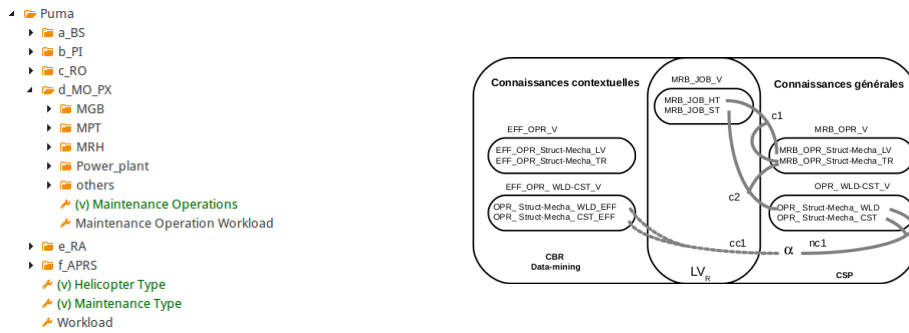 Puma
a_BS
b_PI
c_RO
d_MO_PX
MGB
MPT
MRH
Power_plant
others
(v) Maintenance Operations
Maintenance Operation Workload
e_RA
f_APRS
(v) Helicopter Type
(v) Maintenance Type
Workload
Connaissances contextuelles
MRB_JOB_V
Connaissances générales
MRB_JOB_HT
MRB_JOB_ST
c1
EFF_OPR_V
MRB_OPR_V
EFF_OPR_Struct-Mecha_LV
EFF_OPR_Struct-Mecha_TR
MRB_OPR_Struct-Mecha_LV
MRB_OPR_Struct-Mecha_TR
EFF_OPR_ WLD-CST_V
c2
OPR_ WLD-CST_V
OPR_ Struct-Mecha_ WLD_EFF
OPR_ Struct-Mecha_ CST_EFF
OPR_ Struct-Mecha_ WLD
OPR_ Struct-Mecha_ CST
cc1
α
nc1
CBR
Data-mining
LVR
CSP